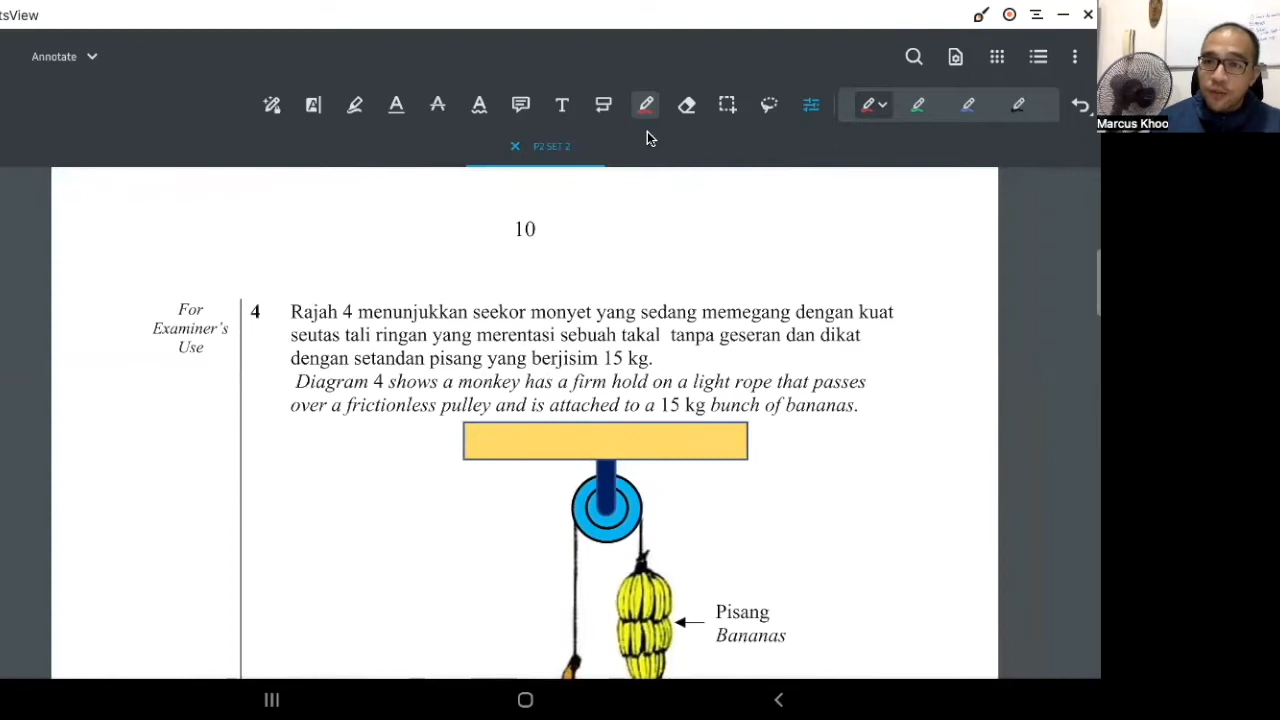 tsView
Annotate
Marcus Khoo
P2 SET 2
10
For
Examiner's
Use
4 Rajah 4 menunjukkan seekor monyet yang sedang memegang dengan kuat
seutas tali ringan yang merentasi sebuah takal tanpa geseran dan dikat
dengan setandan pisang yang berjisim 15 kg.
Diagram 4 shows a monkey has a firm hold on a light rope that passes
over a frictionless pulley and is attached to a 15 kg bunch of bananas.
Pisang
Bananas